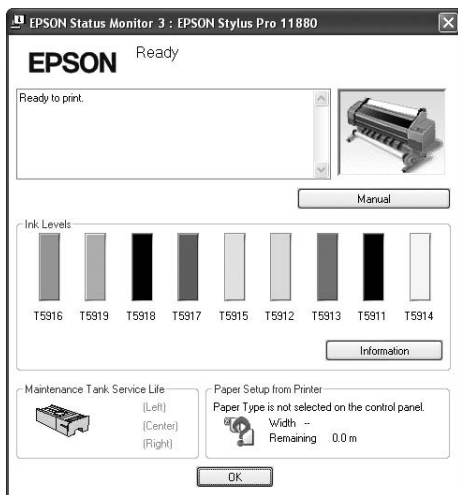 EPSON Status Monitor 3 : EPSON Stylus Pro 11880
EPSON
Ready
Ready to print.
Manual
Ink Levels
T5916 T5919 T5918 T5917 T5915 T5912 T5913 T5911 T5914
Information
Maintenance Tank Service Life
(Left)
(Center)
(Right)
Paper Setup from Printer
Paper Type is not selected on the control panel.
Width --
Remaining 0.0 m
OK